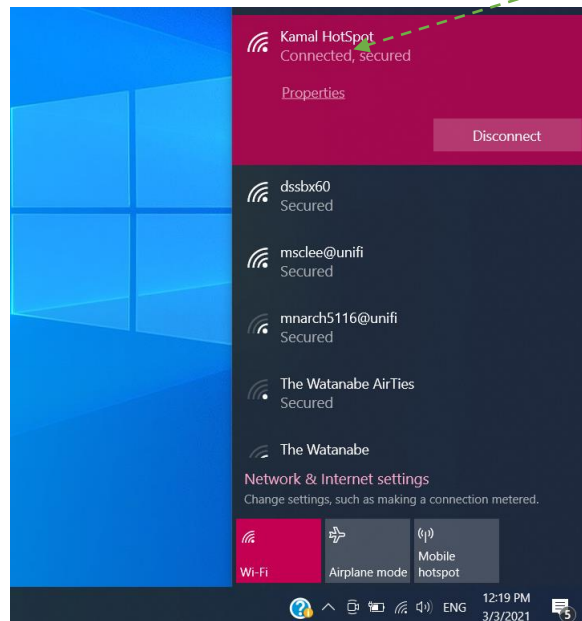 Kamal HotSpot
Connected, secured
Properties
Disconnect
dssbx60
Secured
msclee@unifi
Secured
mnarch5116@unifi
Secured
The Watanabe AirTies
Secured
The Watanabe
Network & Internet settings
Change settings, such as making a connection metered.
Wi-Fi
Airplane mode
Mobile
hotspot
ENG
12:19 PM
3/3/2021
5